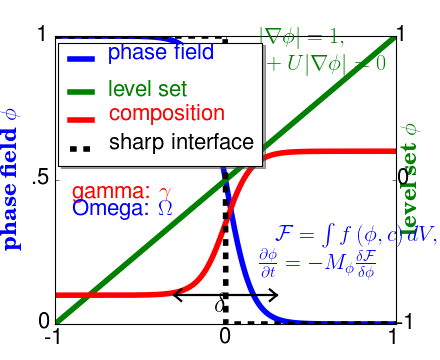 1
phase field
level set
composition
sharp interface
|∇ϕ| = 1,
+ U|∇ϕ| = 0
1
phase field ϕ
.5
0
level set ϕ
gamma: γ
Omega: Ω
ℱ = ∫ f (ϕ, c) dV,
∂ϕ/∂t = −M_ϕ δℱ/δϕ
δ
0
-1
-1
0
1